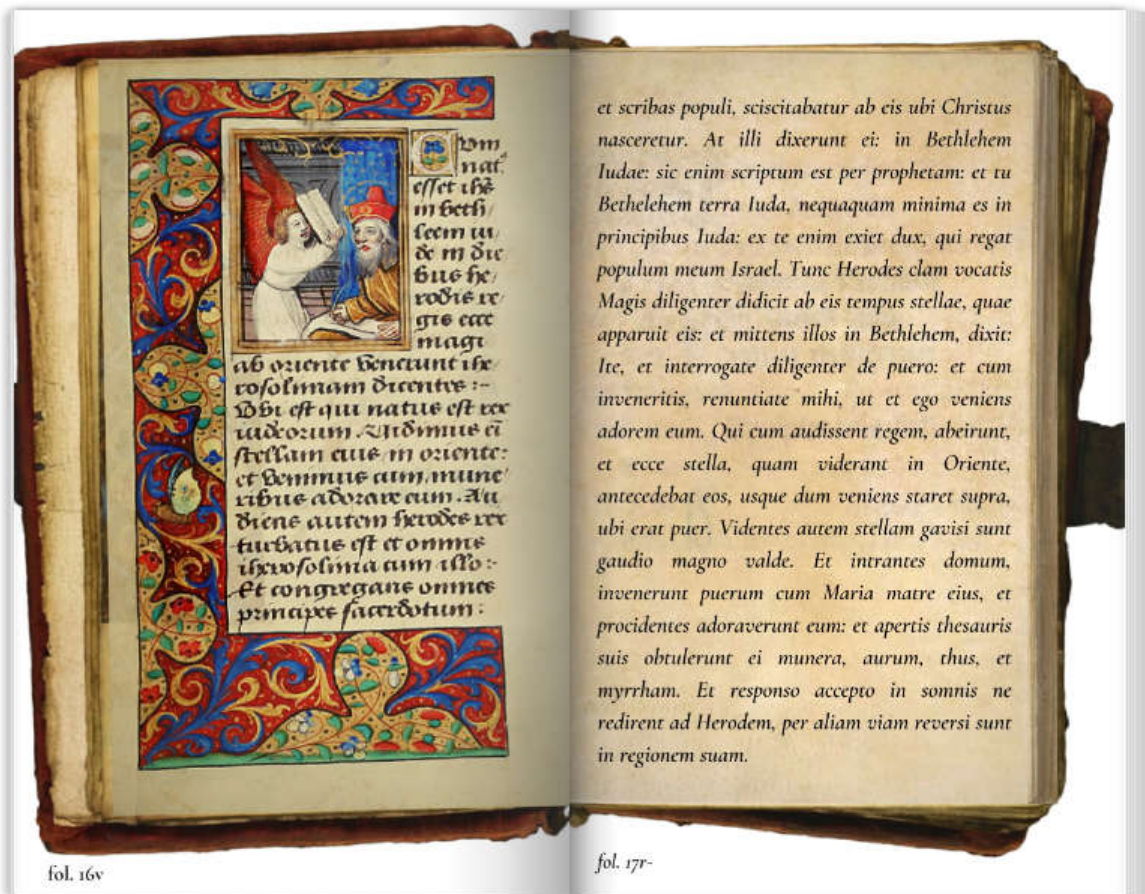 Cvm
natꝰ
esset ihs̄
in beth/
leem iu/
de in die
bus he/
rodis re/
gis ecce
magi
ab oriente venerunt ihe/
rosolimam dicentes :-
Vbi est qui natus est rex
iudeorum . Vidimus eī
stellam eius in oriente:
et venimus cum mune/
ribus adorare eum . Au
diens autem herodes rex
turbatus est et omnis
iherosolima cum illo :-
Et congregans omnes
principes sacerdotum :
fol. 16v
et scribas populi, sciscitabatur ab eis ubi Christus
nasceretur. At illi dixerunt ei: in Bethlehem
Iudae: sic enim scriptum est per prophetam: et tu
Bethelehem terra Iuda, nequaquam minima es in
principibus Iuda: ex te enim exiet dux, qui regat
populum meum Israel. Tunc Herodes clam vocatis
Magis diligenter didicit ab eis tempus stellae, quae
apparuit eis: et mittens illos in Bethlehem, dixit:
Ite, et interrogate diligenter de puero: et cum
inveneritis, renuntiate mihi, ut et ego veniens
adorem eum. Qui cum audissent regem, abeirunt,
et ecce stella, quam viderant in Oriente,
antecedebat eos, usque dum veniens staret supra,
ubi erat puer. Videntes autem stellam gavisi sunt
gaudio magno valde. Et intrantes domum,
invenerunt puerum cum Maria matre eius, et
procidentes adoraverunt eum: et apertis thesauris
suis obtulerunt ei munera, aurum, thus, et
myrrham. Et responso accepto in somnis ne
redirent ad Herodem, per aliam viam reversi sunt
in regionem suam.
fol. 17r-